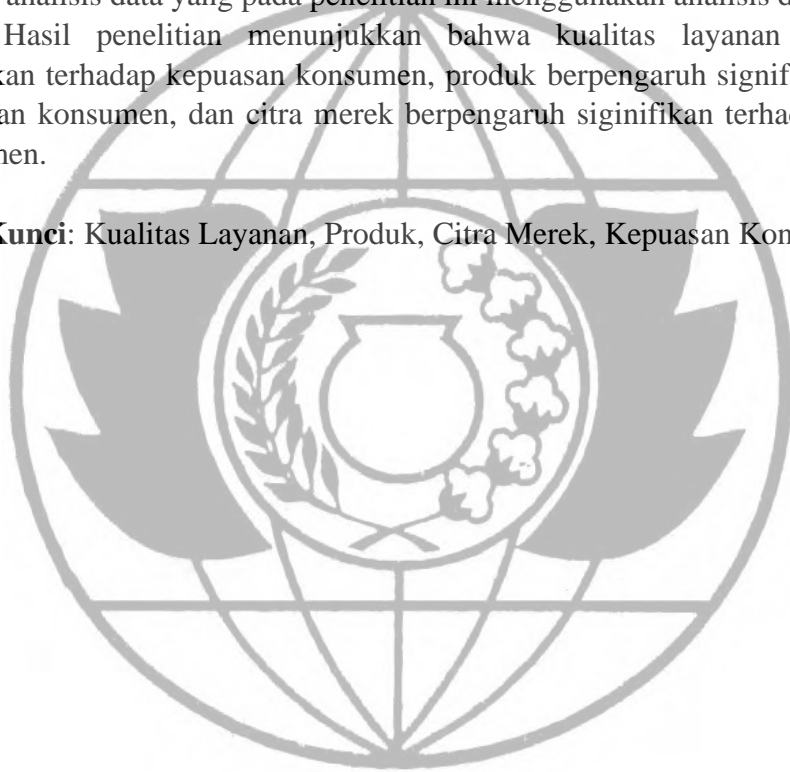 analisis data yang pada penelitian ini menggunakan analisis d
Hasil penelitian menunjukkan bahwa kualitas layanan
kan terhadap kepuasan konsumen, produk berpengaruh signif
an konsumen, dan citra merek berpengaruh siginifikan terhad
men.
Kunci: Kualitas Layanan, Produk, Citra Merek, Kepuasan Kon